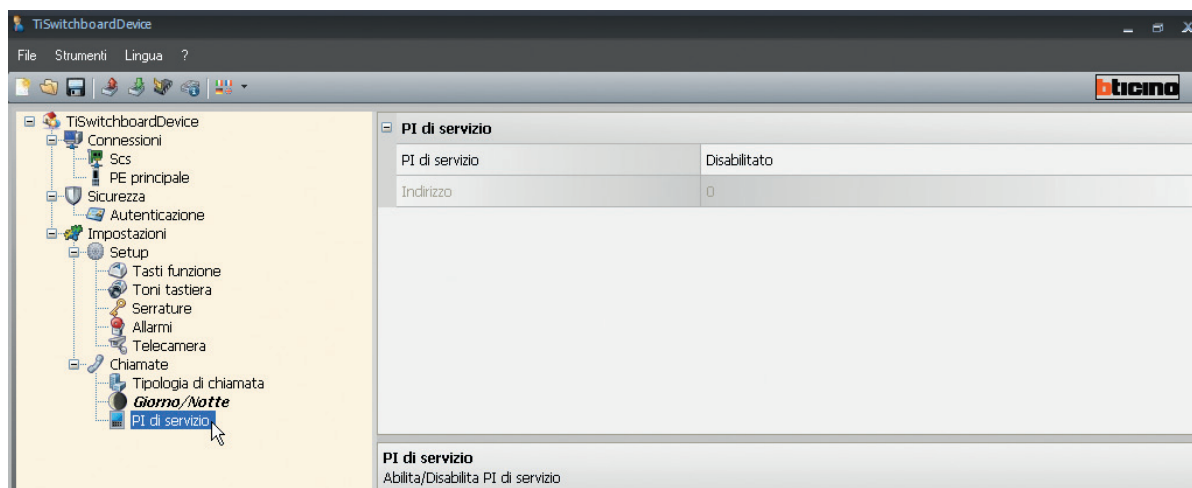 TiSwitchboardDevice
File Strumenti Lingua ?
bticino
TiSwitchboardDevice
Connessioni
Scs
PE principale
Sicurezza
Autenticazione
Impostazioni
Setup
Tasti funzione
Toni tastiera
Serrature
Allarmi
Telecamera
Chiamate
Tipologia di chiamata
Giorno/Notte
PI di servizio
PI di servizio
PI di servizio Disabilitato
Indirizzo 0
PI di servizio
Abilita/Disabilita PI di servizio